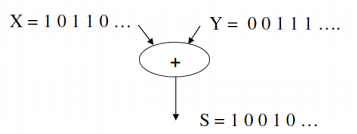 X = 1 0 1 1 0 ... Y = 0 0 1 1 1 ....
+
S = 1 0 0 1 0 ...